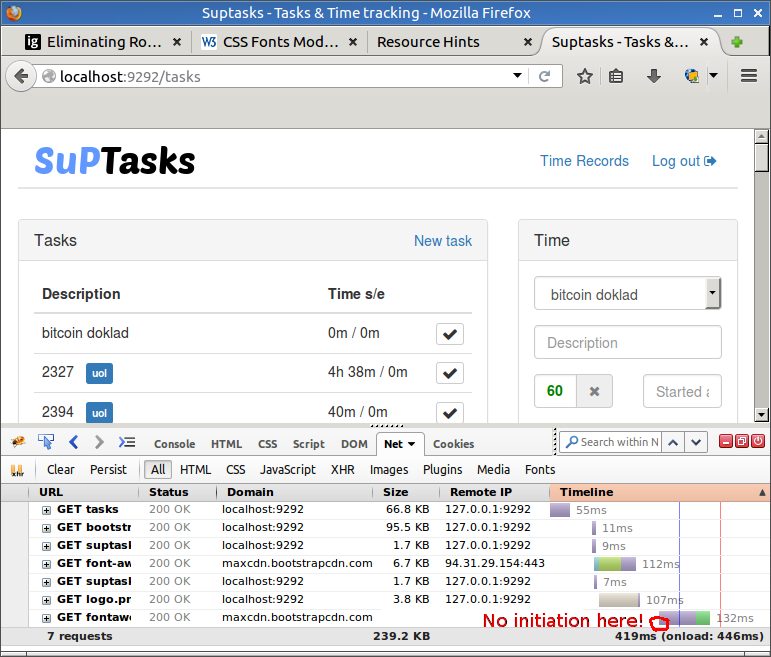 Suptasks - Tasks & Time tracking - Mozilla Firefox
ig Eliminating Ro... W3 CSS Fonts Mod... Resource Hints Suptasks - Tasks &...
localhost:9292/tasks
SuPTasks Time Records Log out
Tasks New task Time
Description Time s/e bitcoin doklad
bitcoin doklad 0m / 0m Description
2327 uol 4h 38m / 0m 60 Started a
2394 uol 40m / 0m
Console HTML CSS Script DOM Net Cookies Search within N
xhr Clear Persist All HTML CSS JavaScript XHR Images Plugins Media Fonts
URL Status Domain Size Remote IP Timeline
GET tasks 200 OK localhost:9292 66.8 KB 127.0.0.1:9292 55ms
GET bootstr 200 OK localhost:9292 95.5 KB 127.0.0.1:9292 11ms
GET suptask 200 OK localhost:9292 1.7 KB 127.0.0.1:9292 9ms
GET font-aw 200 OK maxcdn.bootstrapcdn.com 6.7 KB 94.31.29.154:443 112ms
GET suptask 200 OK localhost:9292 1.7 KB 127.0.0.1:9292 7ms
GET logo.pr 200 OK localhost:9292 3.8 KB 127.0.0.1:9292 107ms
GET fontawe 200 OK maxcdn.bootstrapcdn.com No initiation here! 132ms
7 requests 239.2 KB 419ms (onload: 446ms)